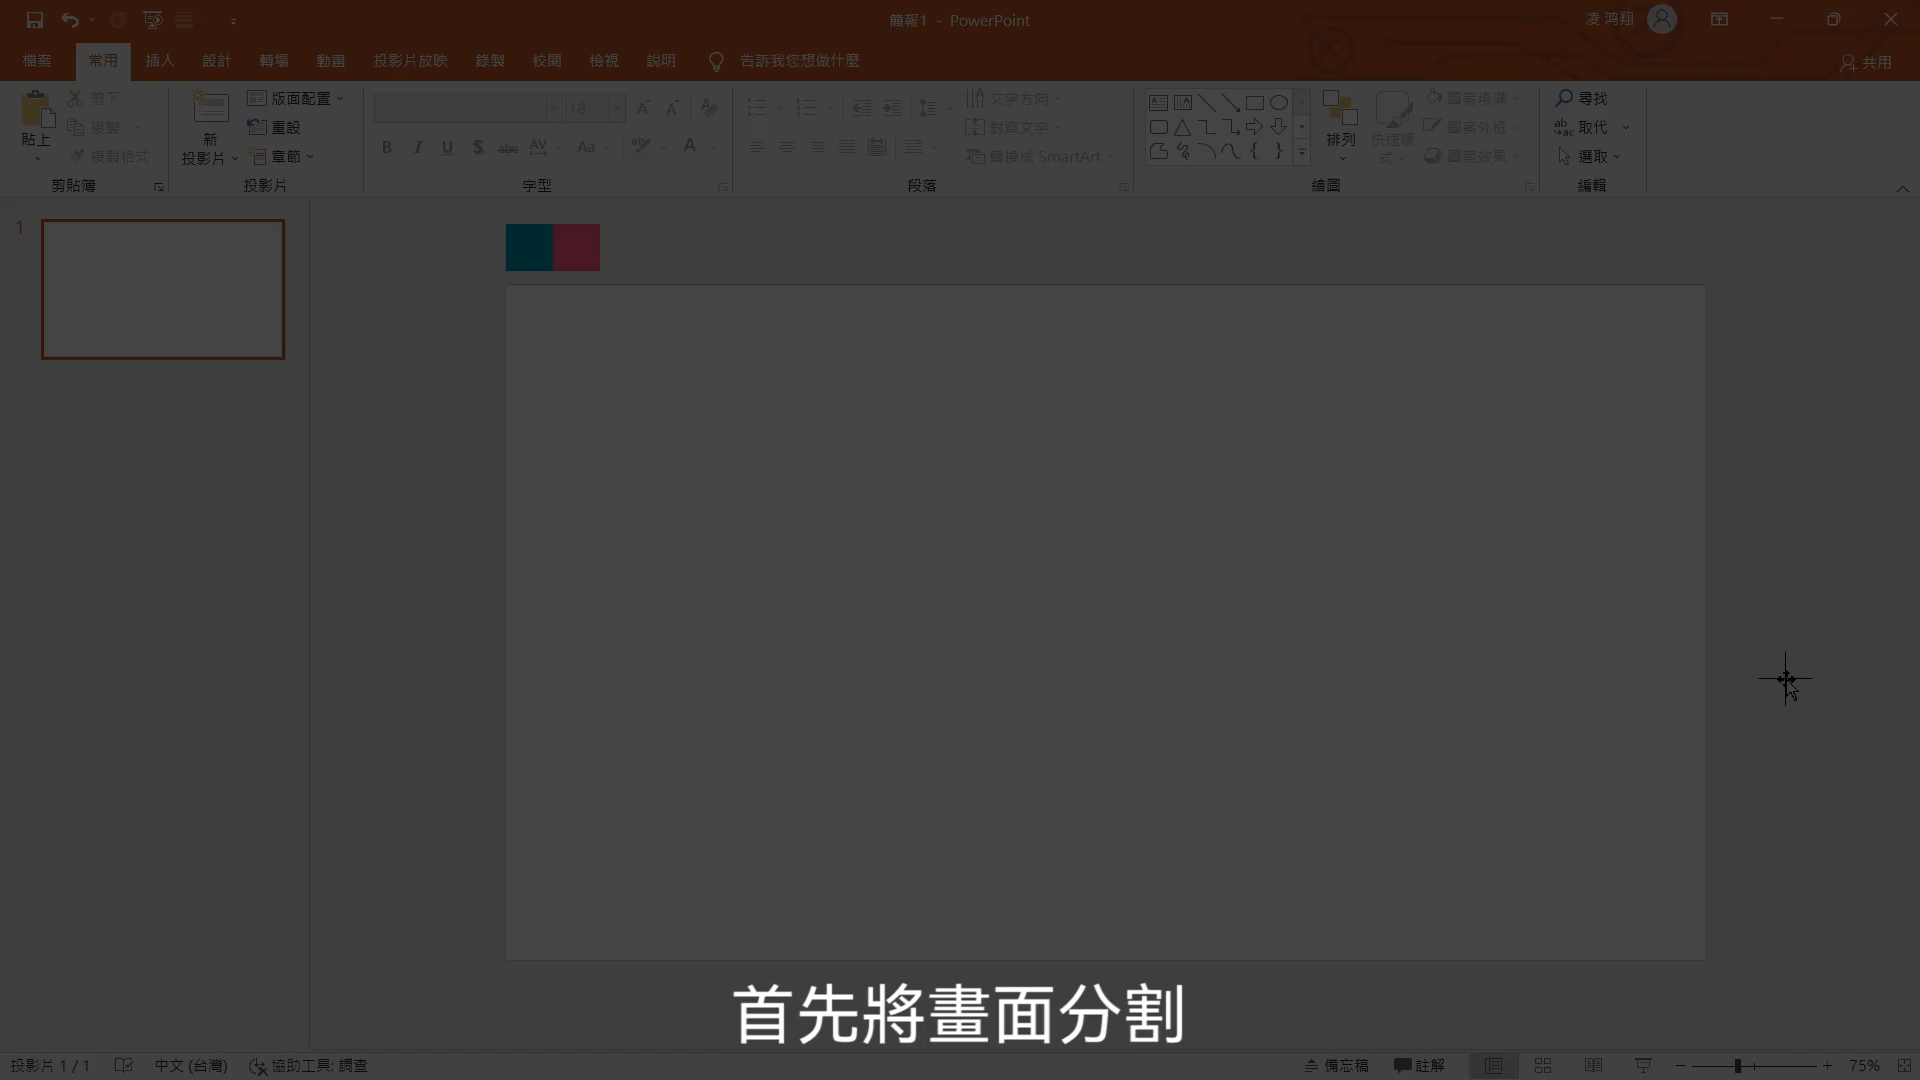 簡報1 - PowerPoint
凌 鴻翔
檔案 常用 插入 設計 轉場 動畫 投影片放映 錄製 校閱 檢視 說明 告訴我您想做什麼
共用
貼上
剪下
複製
複製格式
剪貼簿
新
投影片
版面配置
重設
章節
投影片
18
B I U S abc AV Aa A
字型
文字方向
對齊文字
轉換成 SmartArt
段落
排列
快速樣
式
圖案填滿
圖案外框
圖案效果
繪圖
尋找
取代
選取
編輯
1
首先將畫面分割
投影片 1 / 1 中文 (台灣) 協助工具: 調查
備忘稿 註解 75%